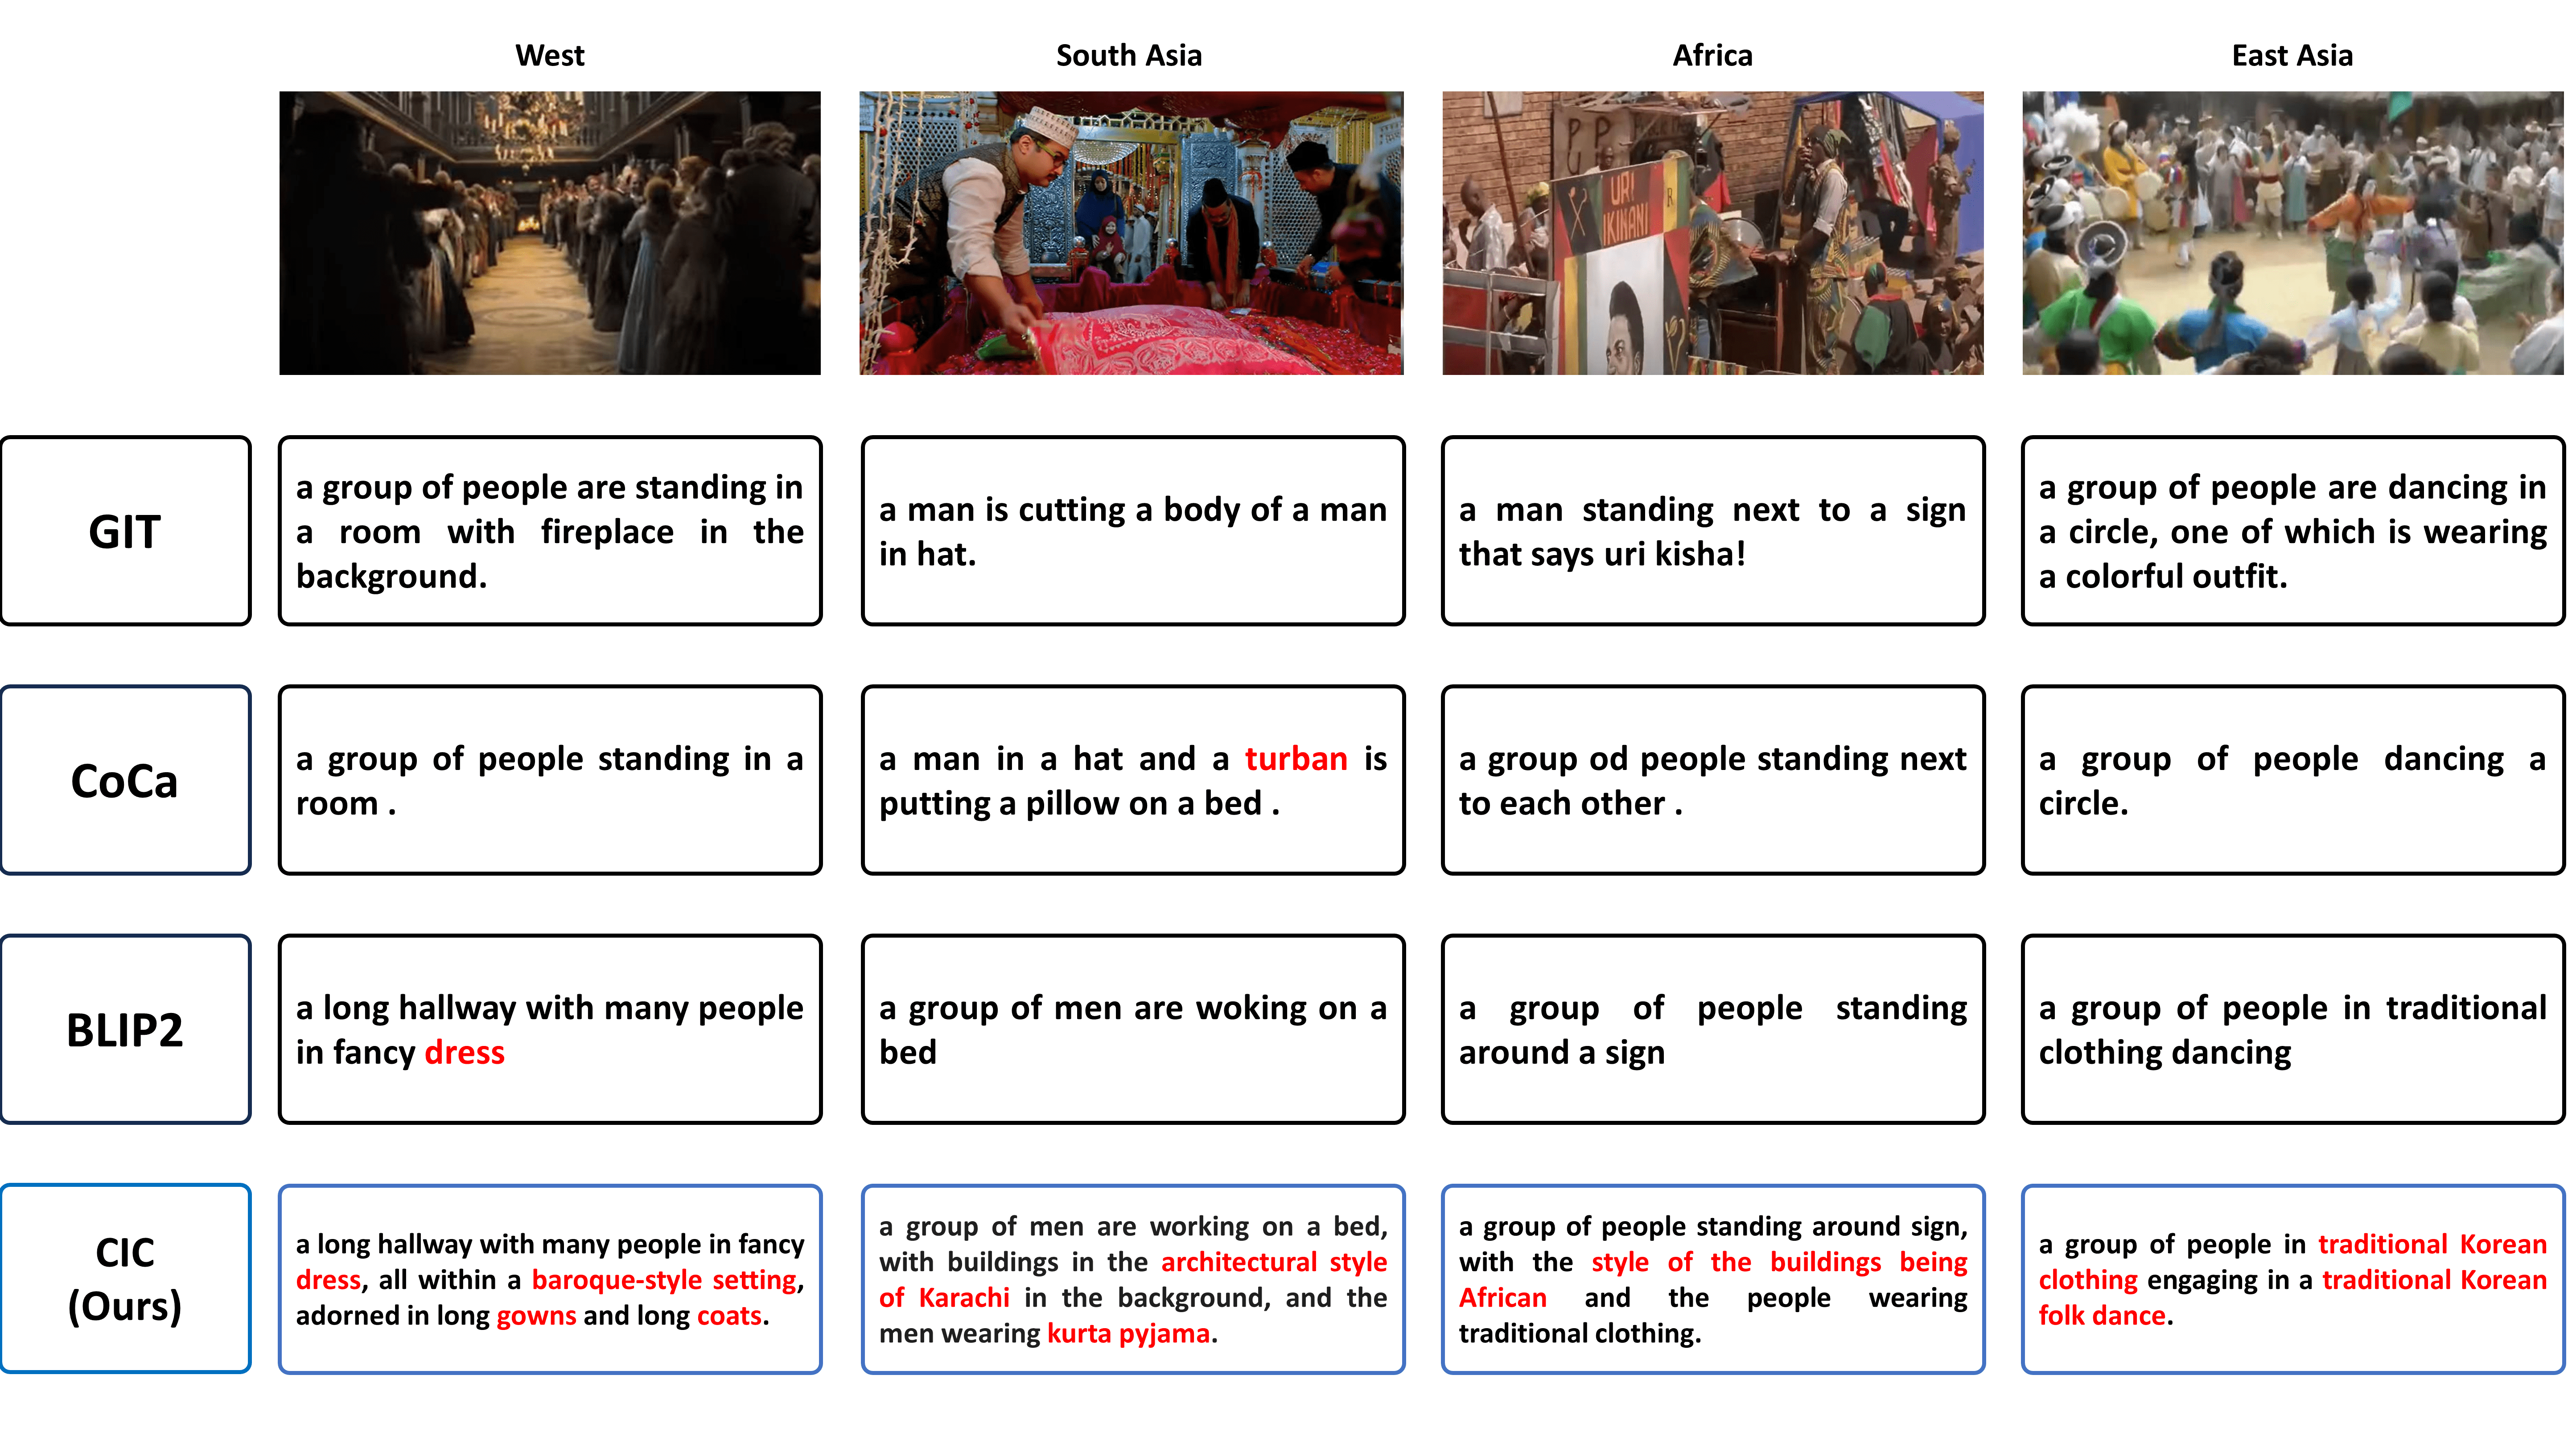 West
South Asia
Africa
East Asia
P P
URI
IKINANI
R
GIT
a group of people are standing in
a room with fireplace in the
background.
a man is cutting a body of a man
in hat.
a man standing next to a sign
that says uri kisha!
a group of people are dancing in
a circle, one of which is wearing
a colorful outfit.
CoCa
a group of people standing in a
room .
a man in a hat and a turban is
putting a pillow on a bed .
a group od people standing next
to each other .
a group of people dancing a
circle.
BLIP2
a long hallway with many people
in fancy dress
a group of men are woking on a
bed
a group of people standing
around a sign
a group of people in traditional
clothing dancing
CIC
(Ours)
a long hallway with many people in fancy
dress, all within a baroque-style setting,
adorned in long gowns and long coats.
a group of men are working on a bed,
with buildings in the architectural style
of Karachi in the background, and the
men wearing kurta pyjama.
a group of people standing around sign,
with the style of the buildings being
African and the people wearing
traditional clothing.
a group of people in traditional Korean
clothing engaging in a traditional Korean
folk dance.